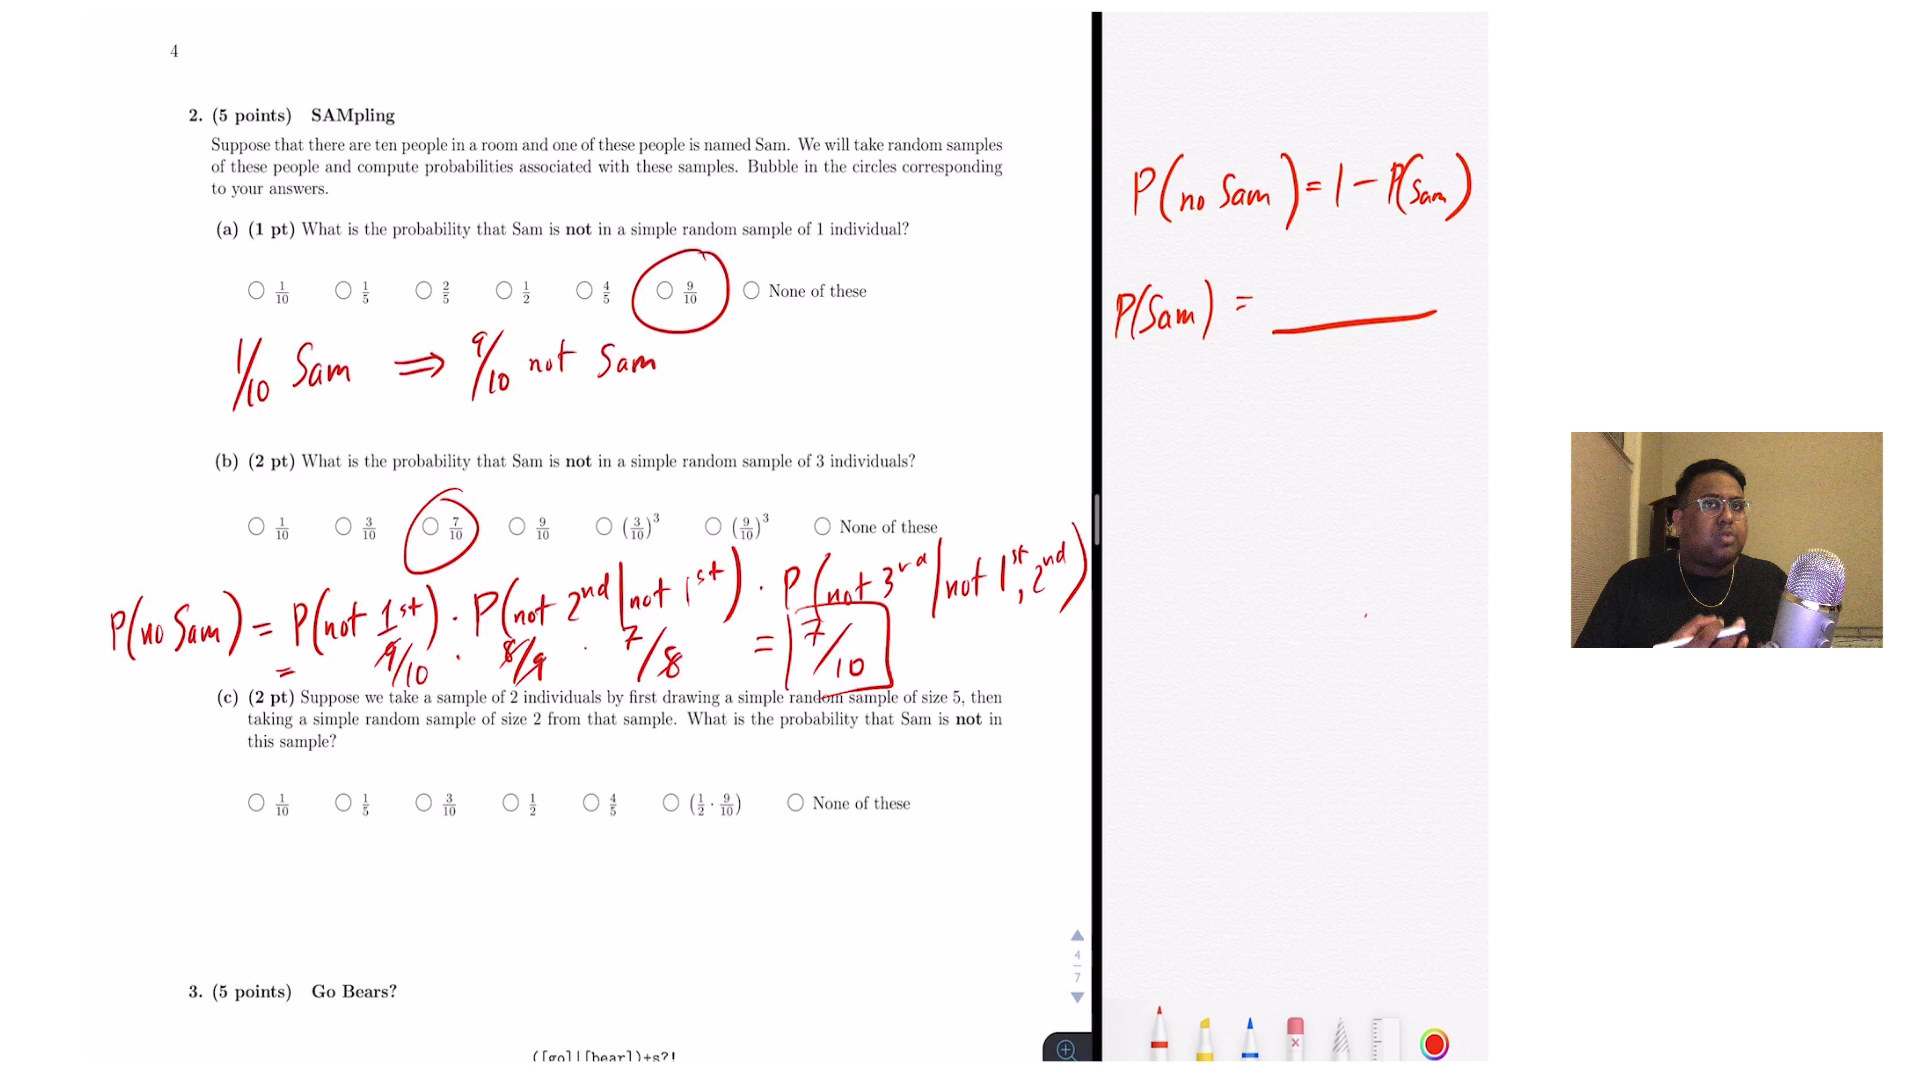 4
2. (5 points) SAMpling
Suppose that there are ten people in a room and one of these people is named Sam. We will take random samples
of these people and compute probabilities associated with these samples. Bubble in the circles corresponding
to your answers.
(a) (1 pt) What is the probability that Sam is not in a simple random sample of 1 individual?
1/10 1/5 2/5 1/2 4/5 9/10 None of these
1/10 Sam ⇒ 9/10 not Sam
(b) (2 pt) What is the probability that Sam is not in a simple random sample of 3 individuals?
1/10 3/10 7/10 9/10 (3/10)³ (9/10)³ None of these
P(no Sam) = P(not 1st) · P(not 2nd | not 1st) · P(not 3rd | not 1st, 2nd)
= 9/10 · 8/9 · 7/8 = 7/10
(c) (2 pt) Suppose we take a sample of 2 individuals by first drawing a simple random sample of size 5, then
taking a simple random sample of size 2 from that sample. What is the probability that Sam is not in
this sample?
1/10 1/5 3/10 1/2 4/5 (1/2 · 9/10) None of these
3. (5 points) Go Bears?
([go]|[bear])+s?!
P(no Sam) = 1 − P(Sam)
P(Sam) =
4
7